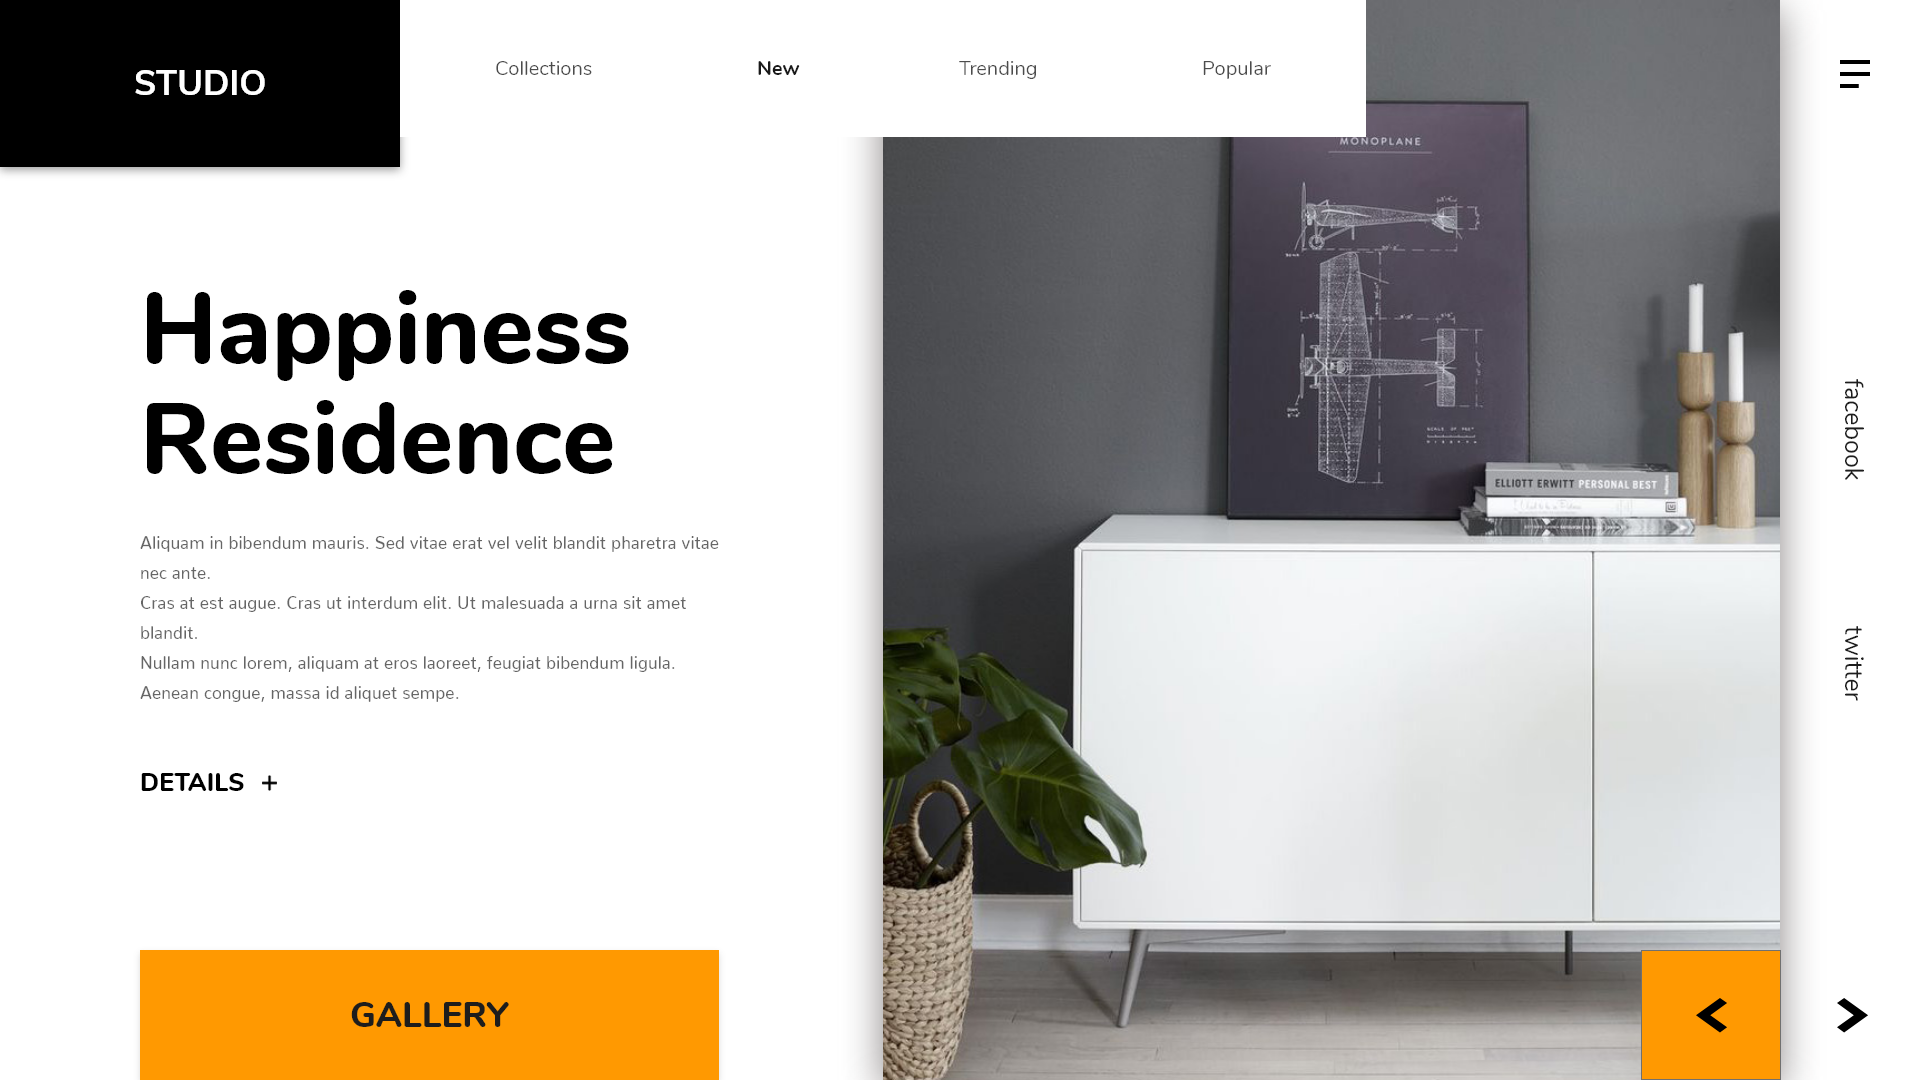 STUDIO
Collections
New
Trending
Popular
Happiness
Residence
Aliquam in bibendum mauris. Sed vitae erat vel velit blandit pharetra vitae
nec ante.
Cras at est augue. Cras ut interdum elit. Ut malesuada a urna sit amet
blandit.
Nullam nunc lorem, aliquam at eros laoreet, feugiat bibendum ligula.
Aenean congue, massa id aliquet sempe.
DETAILS +
GALLERY
MONOPLANE
ELLIOTT ERWITT PERSONAL BEST
facebook
twitter